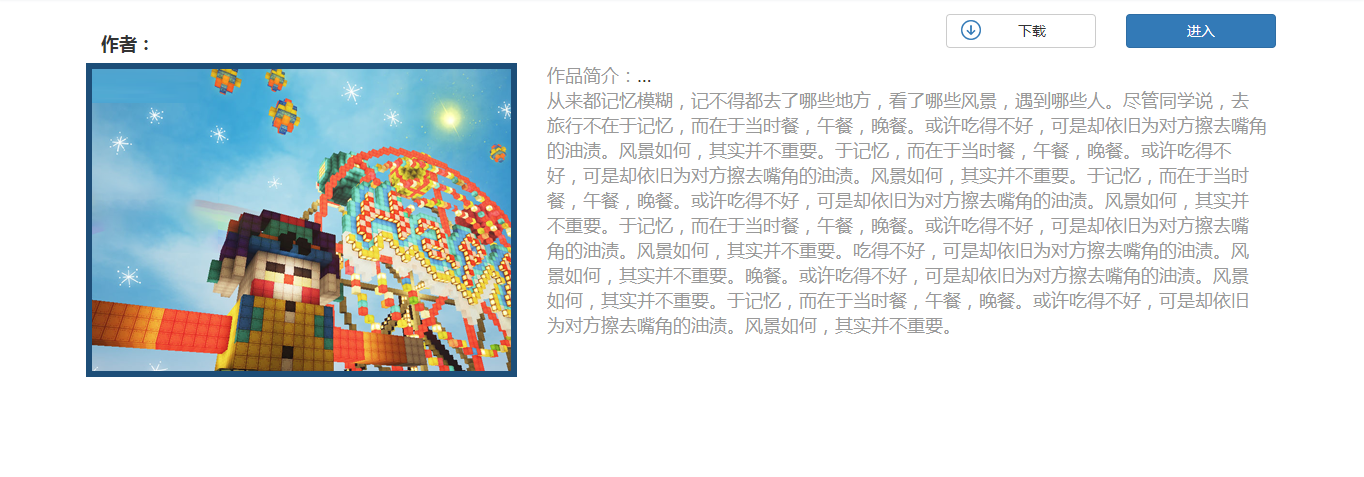 下载
进入
作者：
作品简介：...
从来都记忆模糊，记不得都去了哪些地方，看了哪些风景，遇到哪些人。尽管同学说，去
旅行不在于记忆，而在于当时餐，午餐，晚餐。或许吃得不好，可是却依旧为对方擦去嘴角
的油渍。风景如何，其实并不重要。于记忆，而在于当时餐，午餐，晚餐。或许吃得不
好，可是却依旧为对方擦去嘴角的油渍。风景如何，其实并不重要。于记忆，而在于当时
餐，午餐，晚餐。或许吃得不好，可是却依旧为对方擦去嘴角的油渍。风景如何，其实并
不重要。于记忆，而在于当时餐，午餐，晚餐。或许吃得不好，可是却依旧为对方擦去嘴
角的油渍。风景如何，其实并不重要。吃得不好，可是却依旧为对方擦去嘴角的油渍。风
景如何，其实并不重要。晚餐。或许吃得不好，可是却依旧为对方擦去嘴角的油渍。风景
如何，其实并不重要。于记忆，而在于当时餐，午餐，晚餐。或许吃得不好，可是却依旧
为对方擦去嘴角的油渍。风景如何，其实并不重要。